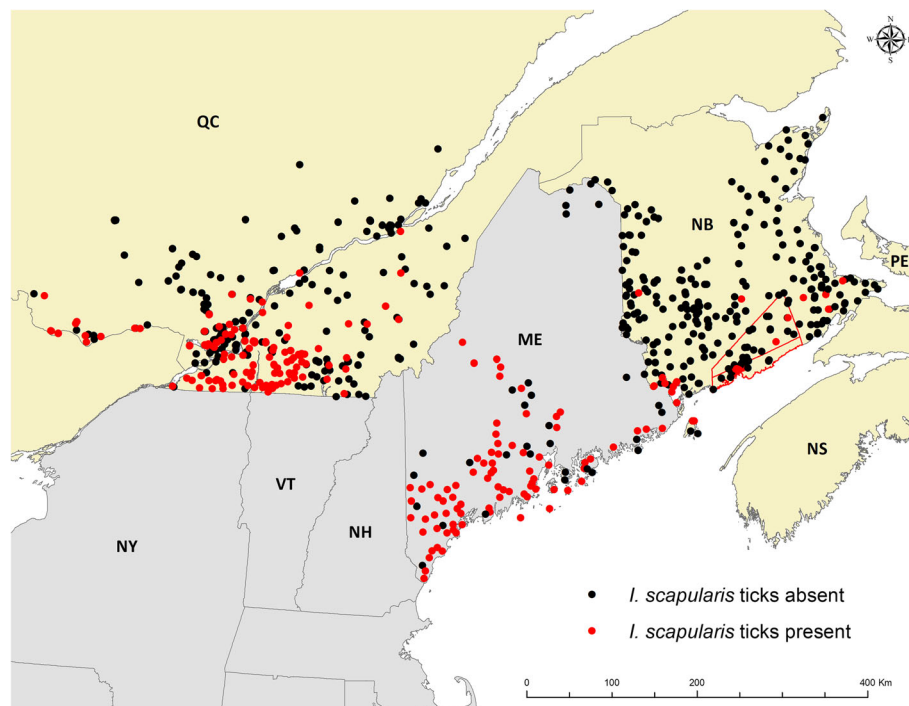 N
W E
S
QC
NB
PE
ME
NS
VT
NH
NY
I. scapularis ticks absent
I. scapularis ticks present
0 100 200 400 Km